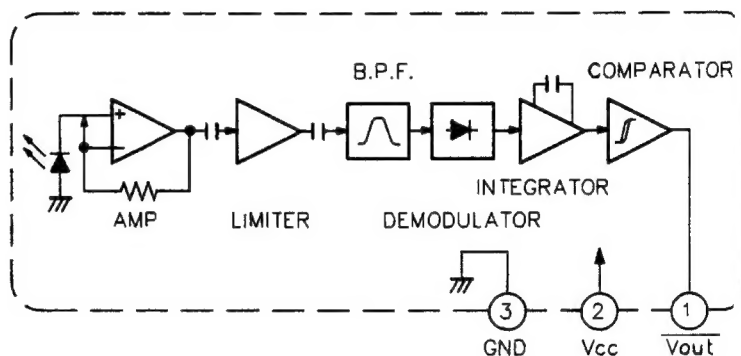 B.P.F.
COMPARATOR
+
−
INTEGRATOR
AMP
LIMITER
DEMODULATOR
3
2
1
GND
Vcc
Vout